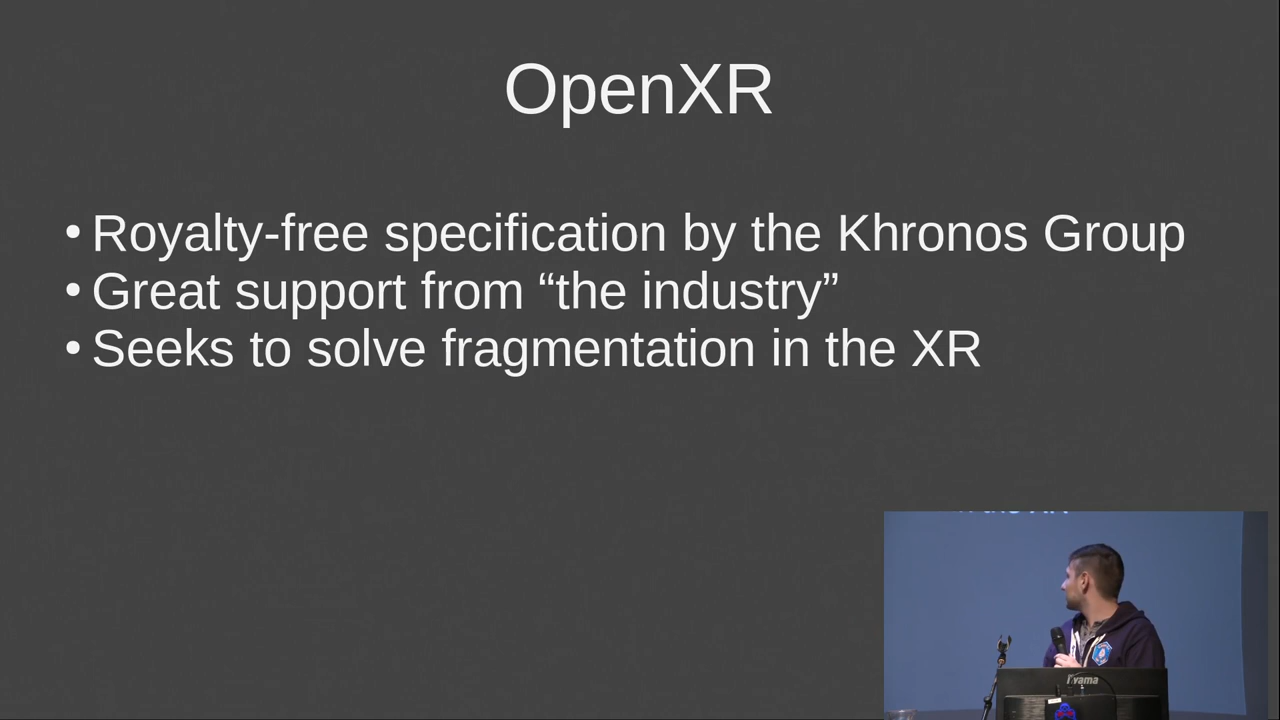 OpenXR
• Royalty-free specification by the Khronos Group
• Great support from “the industry”
• Seeks to solve fragmentation in the XR
iiyama